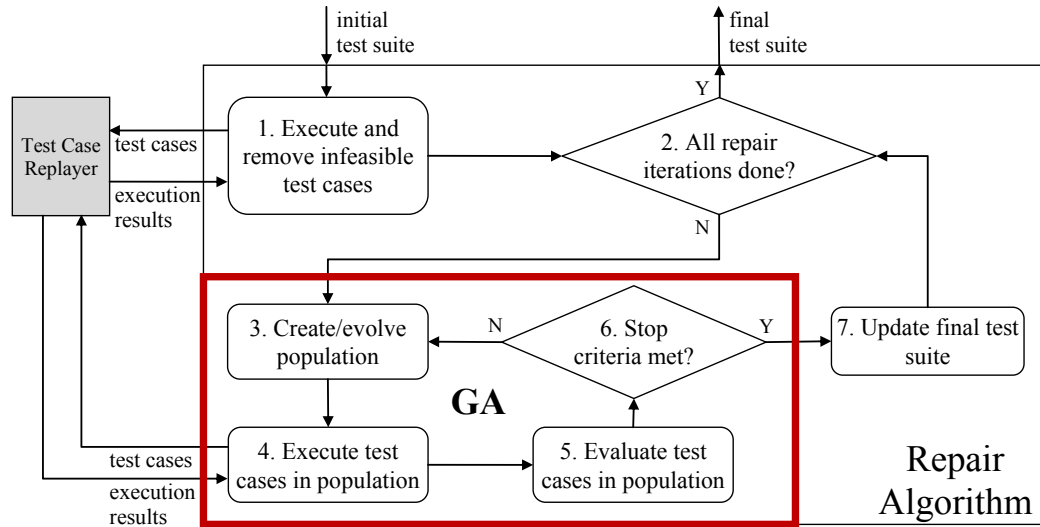 initial
test suite
final
test suite
Y
1. Execute and
remove infeasible
test cases
2. All repair
iterations done?
Test Case
Replayer
test cases
execution
results
N
3. Create/evolve
population
N
6. Stop
criteria met?
Y
7. Update final test
suite
GA
4. Execute test
cases in population
5. Evaluate test
cases in population
test cases
execution
results
Repair
Algorithm